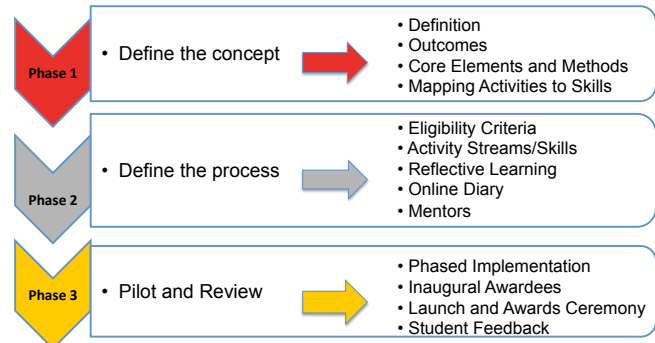 Phase 1
• Define the concept
• Definition
• Outcomes
• Core Elements and Methods
• Mapping Activities to Skills
Phase 2
• Define the process
• Eligibility Criteria
• Activity Streams/Skills
• Reflective Learning
• Online Diary
• Mentors
Phase 3
• Pilot and Review
• Phased Implementation
• Inaugural Awardees
• Launch and Awards Ceremony
• Student Feedback